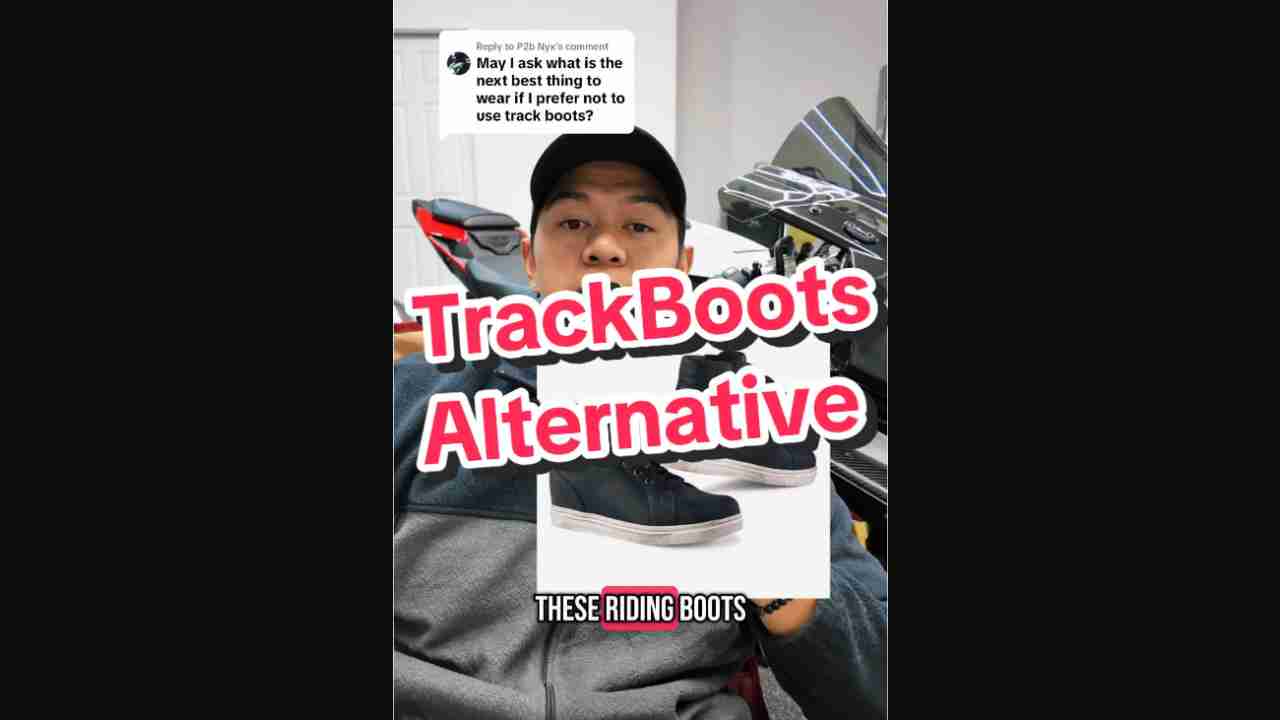 Reply to P2b Nyx's comment
May I ask what is the
next best thing to
wear if I prefer not to
use track boots?
TrackBoots
Alternative
THESE RIDING BOOTS